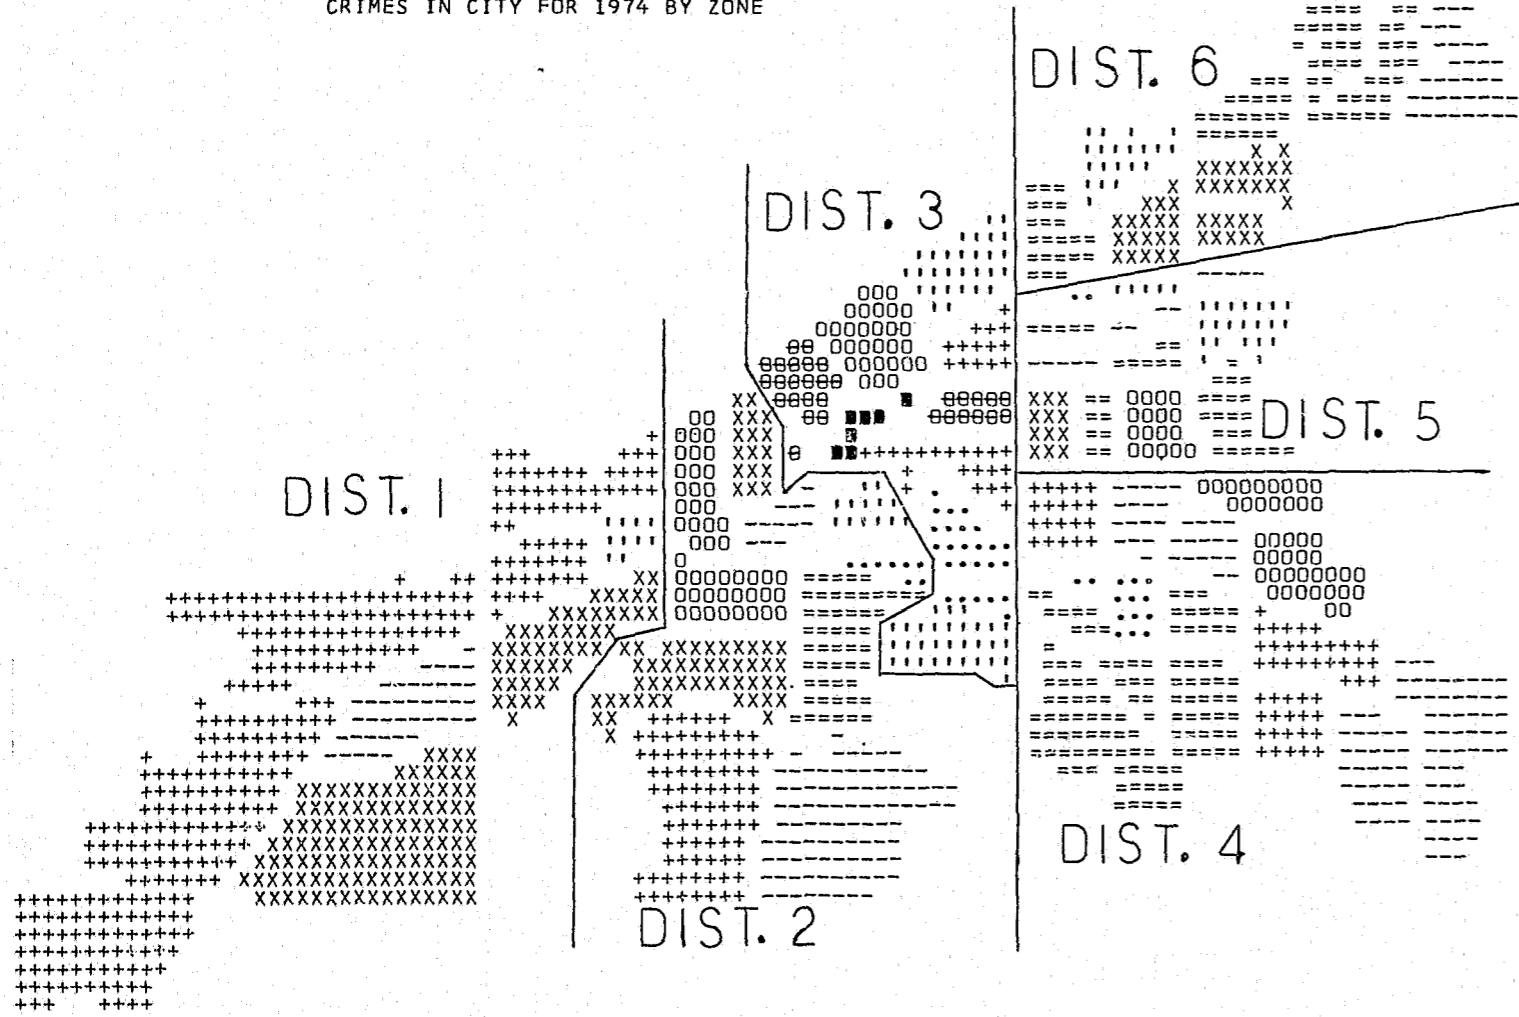 CRIMES IN CITY FOR 1974 BY ZONE
DIST. 6
DIST. 3
DIST. 5
DIST. 1
DIST. 4
DIST. 2